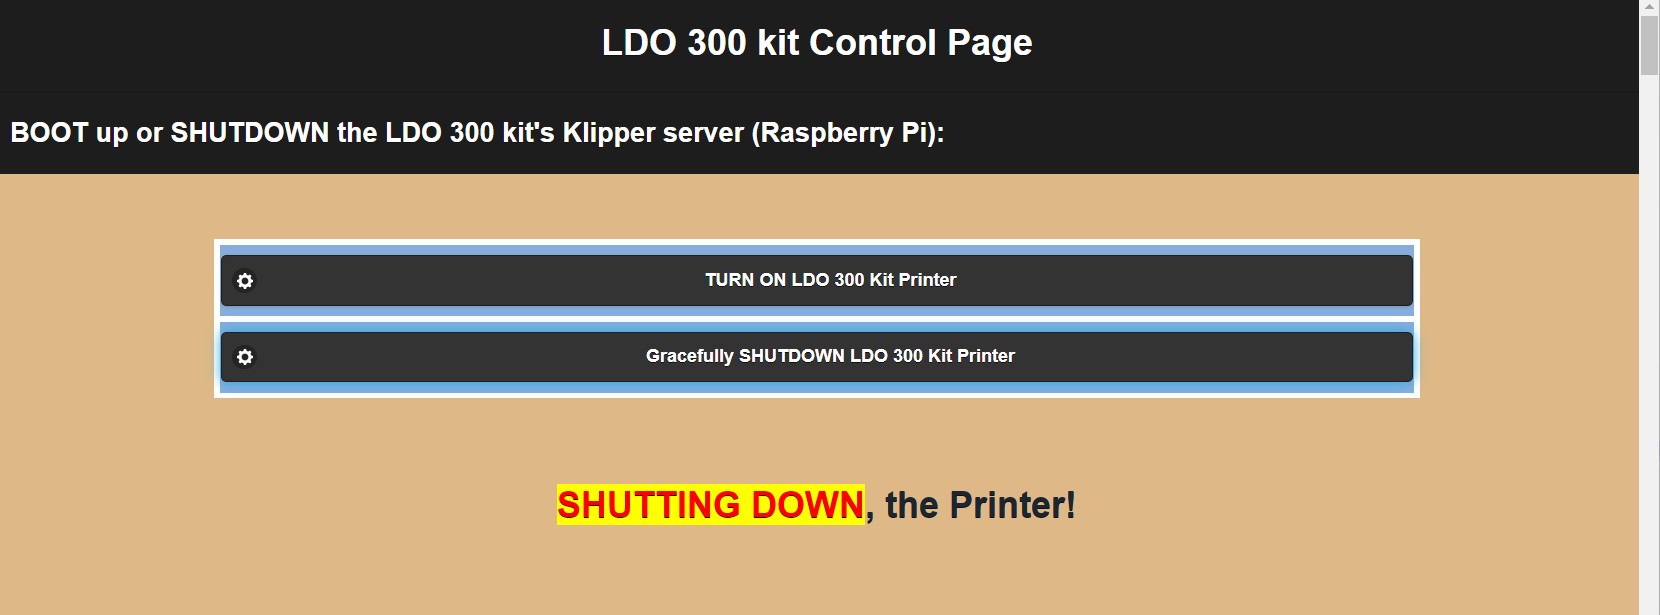 LDO 300 kit Control Page
BOOT up or SHUTDOWN the LDO 300 kit's Klipper server (Raspberry Pi):
TURN ON LDO 300 Kit Printer
Gracefully SHUTDOWN LDO 300 Kit Printer
SHUTTING DOWN, the Printer!